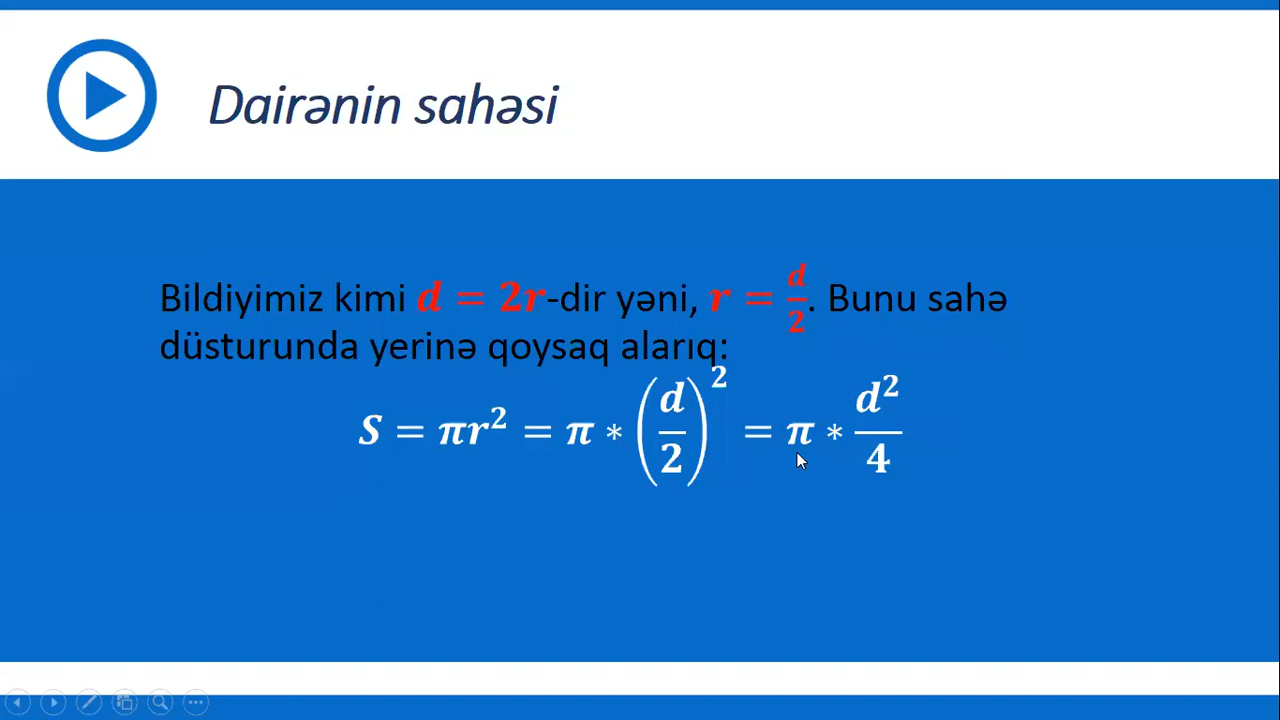 Dairənin sahəsi
Bildiyimiz kimi d = 2r-dir yəni, r = d/2. Bunu sahə
düsturunda yerinə qoysaq alarıq:
S = πr² = π * (d/2)² = π * d²/4